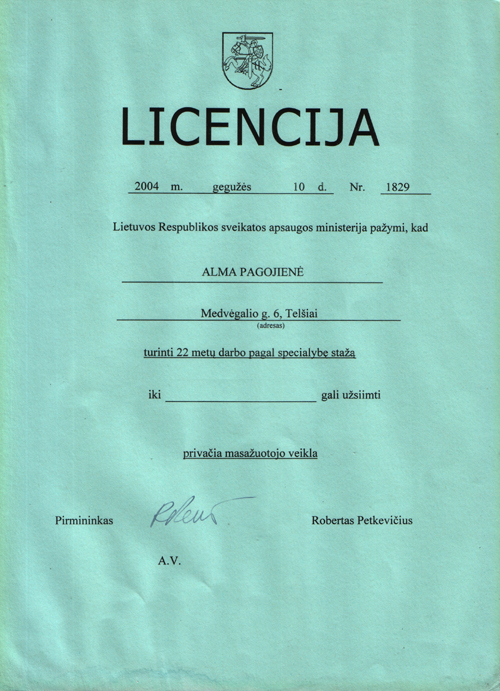 LICENCIJA
2004 m. gegužės 10 d. Nr. 1829
Lietuvos Respublikos sveikatos apsaugos ministerija pažymi, kad
ALMA PAGOJIENĖ
Medvėgalio g. 6, Telšiai
(adresas)
turinti 22 metų darbo pagal specialybę stažą
iki gali užsiimti
privačia masažuotojo veikla
Pirmininkas Robertas Petkevičius
A.V.